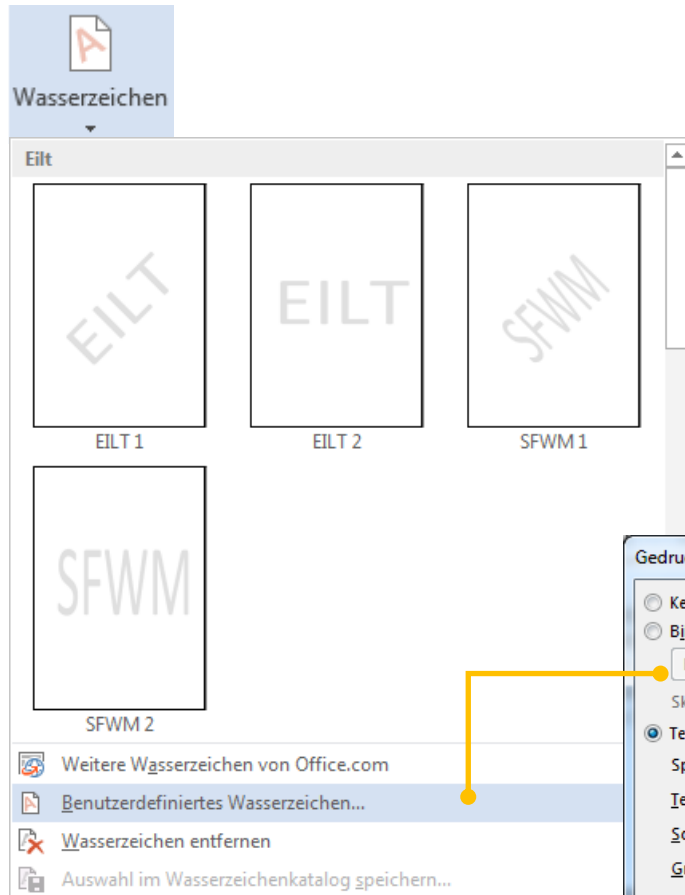 Wasserzeichen
Eilt
EILT
EILT
SFWM
EILT 1
EILT 2
SFWM 1
SFWM
SFWM 2
Weitere Wasserzeichen von Office.com
Benutzerdefiniertes Wasserzeichen...
Wasserzeichen entfernen
Auswahl im Wasserzeichenkatalog speichern...